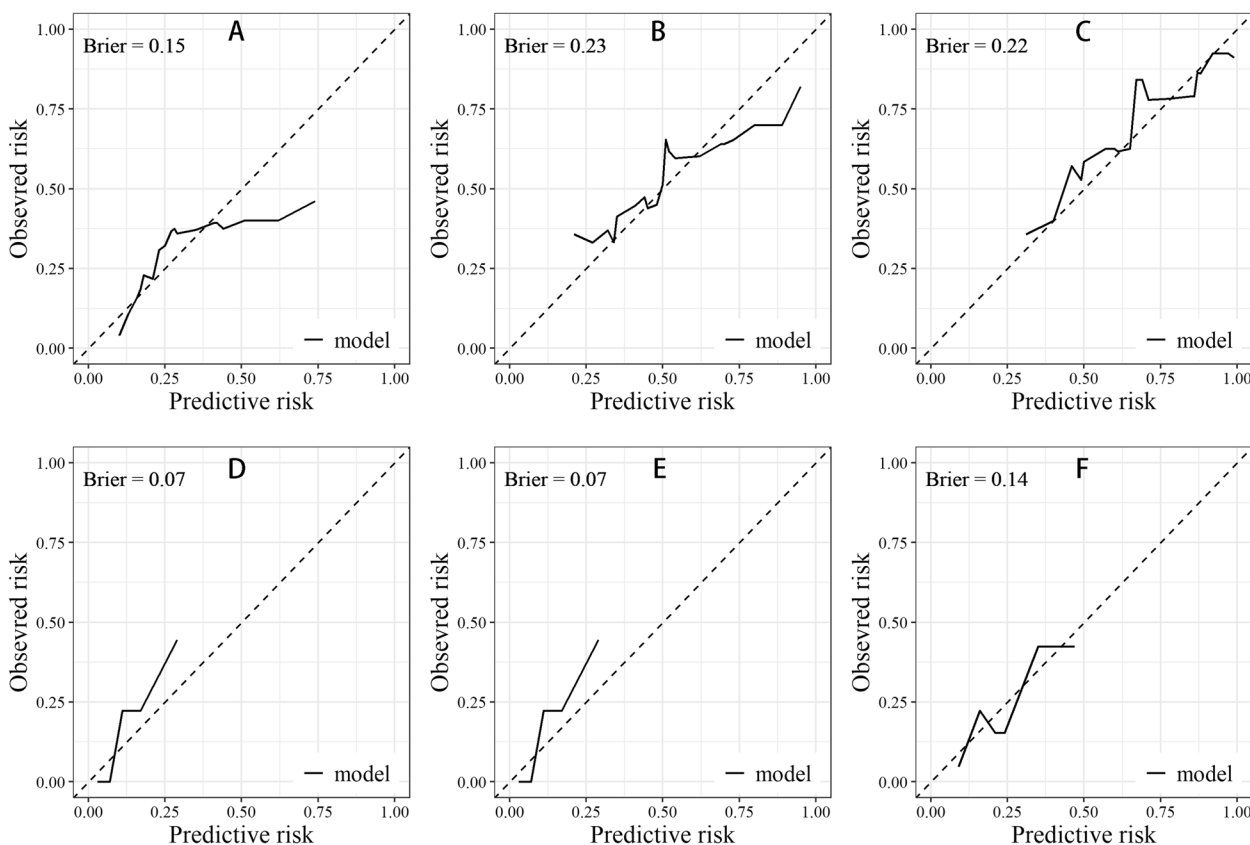 A
Brier = 0.15
1.00
0.75
0.50
0.25
0.00
Obsevred risk
model
0.00 0.25 0.50 0.75 1.00
Predictive risk
B
Brier = 0.23
1.00
0.75
0.50
0.25
0.00
Obsevred risk
model
0.00 0.25 0.50 0.75 1.00
Predictive risk
C
Brier = 0.22
1.00
0.75
0.50
0.25
0.00
Obsevred risk
model
0.00 0.25 0.50 0.75 1.00
Predictive risk
D
Brier = 0.07
1.00
0.75
0.50
0.25
0.00
Obsevred risk
model
0.00 0.25 0.50 0.75 1.00
Predictive risk
E
Brier = 0.07
1.00
0.75
0.50
0.25
0.00
Obsevred risk
model
0.00 0.25 0.50 0.75 1.00
Predictive risk
F
Brier = 0.14
1.00
0.75
0.50
0.25
0.00
Obsevred risk
model
0.00 0.25 0.50 0.75 1.00
Predictive risk